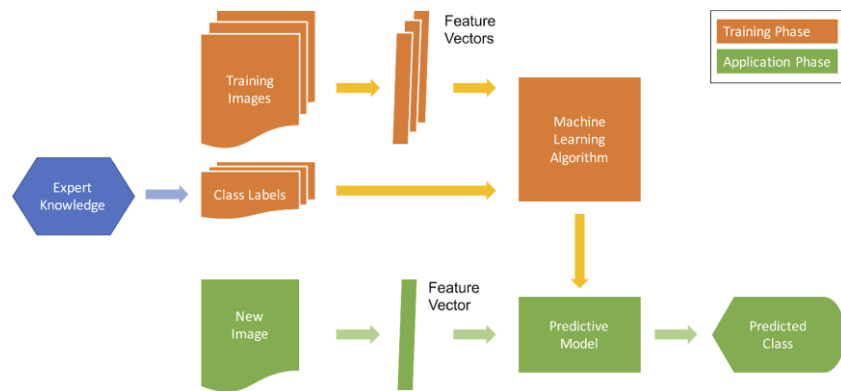 Feature
Vectors
Training Phase
Application Phase
Training
Images
Machine
Learning
Algorithm
Expert
Knowledge
Class Labels
Feature
Vector
New
Image
Predictive
Model
Predicted
Class